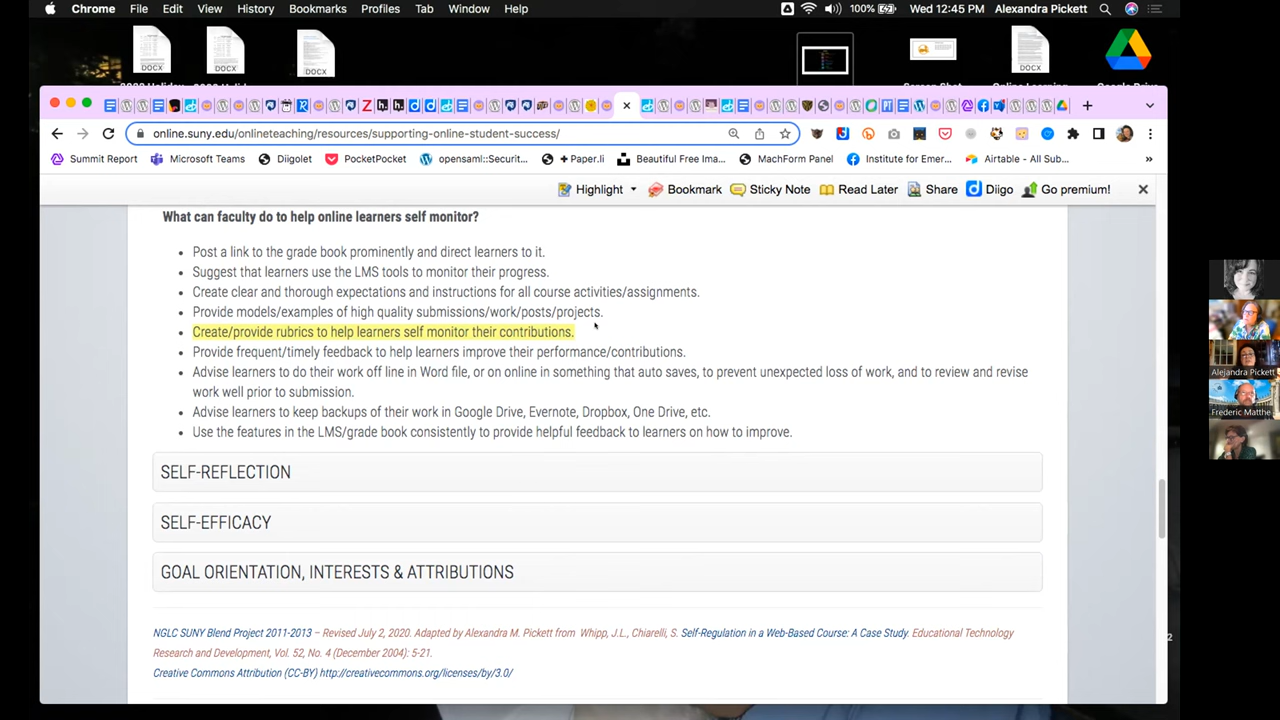 Chrome File Edit View History Bookmarks Profiles Tab Window Help 100% Wed 12:45 PM Alexandra Pickett
DOCX DOCX DOCX
online.suny.edu/onlineteaching/resources/supporting-online-student-success/
Summit Report Microsoft Teams Diigolet PocketPocket opensaml::Securit... + Paper.li Beautiful Free Ima... MachForm Panel Institute for Emer... Airtable - All Sub... »
Highlight Bookmark Sticky Note Read Later Share Diigo Go premium!
What can faculty do to help online learners self monitor?
• Post a link to the grade book prominently and direct learners to it.
• Suggest that learners use the LMS tools to monitor their progress.
• Create clear and thorough expectations and instructions for all course activities/assignments.
• Provide models/examples of high quality submissions/work/posts/projects.
• Create/provide rubrics to help learners self monitor their contributions.
• Provide frequent/timely feedback to help learners improve their performance/contributions.
• Advise learners to do their work off line in Word file, or on online in something that auto saves, to prevent unexpected loss of work, and to review and revise
work well prior to submission.
• Advise learners to keep backups of their work in Google Drive, Evernote, Dropbox, One Drive, etc.
• Use the features in the LMS/grade book consistently to provide helpful feedback to learners on how to improve.
SELF-REFLECTION
SELF-EFFICACY
GOAL ORIENTATION, INTERESTS & ATTRIBUTIONS
NGLC SUNY Blend Project 2011-2013 – Revised July 2, 2020. Adapted by Alexandra M. Pickett from Whipp, J.L., Chiarelli, S. Self-Regulation in a Web-Based Course: A Case Study. Educational Technology
Research and Development, Vol. 52, No. 4 (December 2004): 5-21.
Creative Commons Attribution (CC-BY) http://creativecommons.org/licenses/by/3.0/
Alejandra Pickett
Frederic Matthe